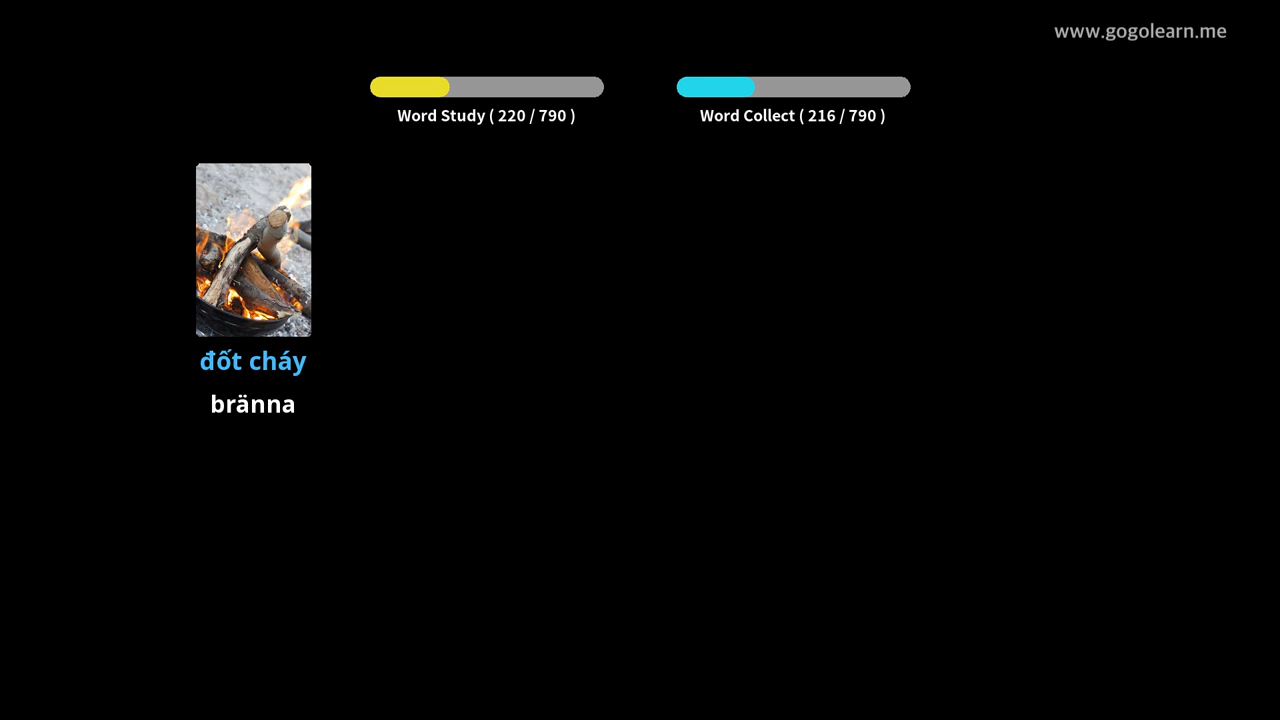 www.gogolearn.me
Word Study ( 220 / 790 )
Word Collect ( 216 / 790 )
đốt cháy
bränna